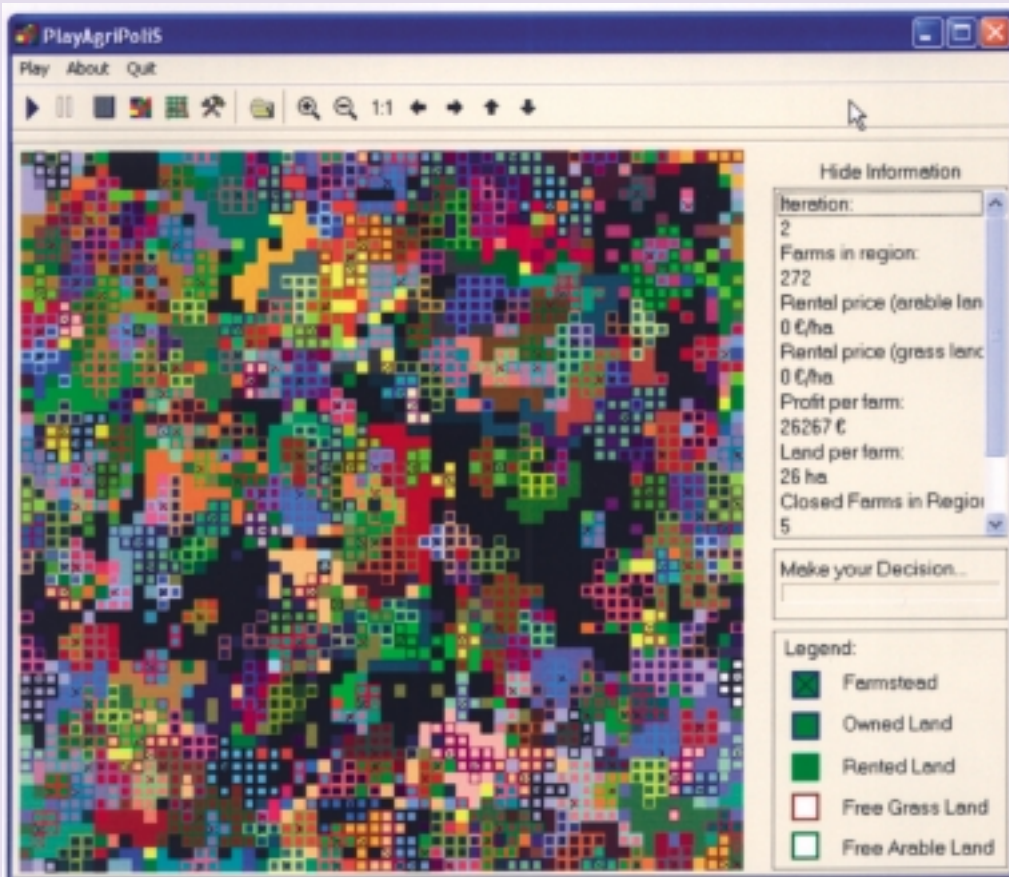 PlayAgriPoliS
Play About Quit
1:1
Hide Information
Iteration:
2
Farms in region:
272
Rental price (arable lan
0 €/ha
Rental price (grass lanc
0 €/ha
Profit per farm:
26267 €
Land per farm:
26 ha
Closed Farms in Region
5
Make your Decision...
Legend:
Farmstead
Owned Land
Rented Land
Free Grass Land
Free Arable Land